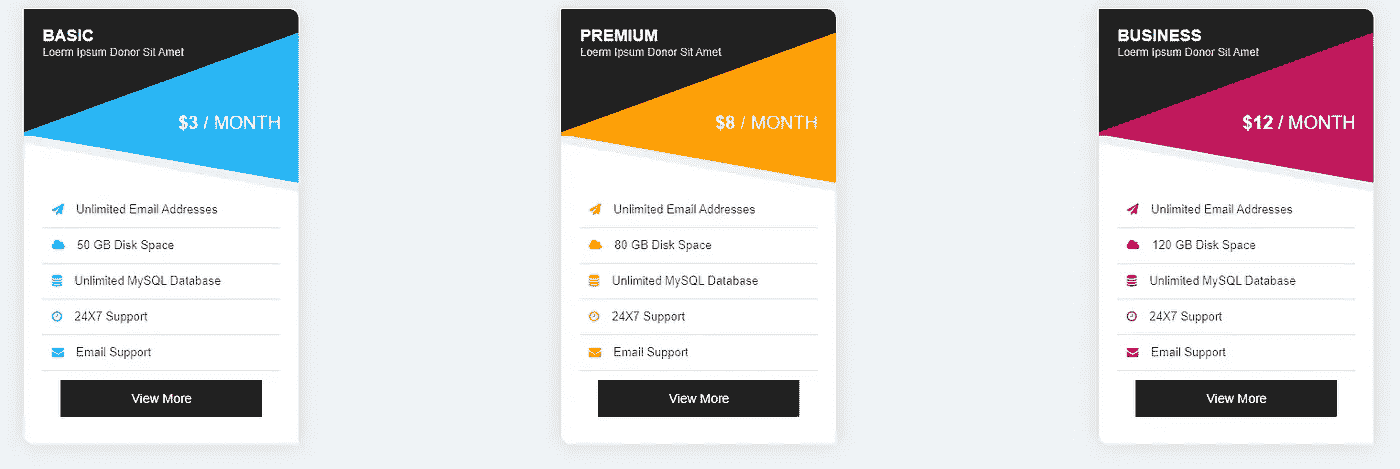 BASIC
Loerm Ipsum Donor Sit Amet
$3 / MONTH
Unlimited Email Addresses
50 GB Disk Space
Unlimited MySQL Database
24X7 Support
Email Support
View More
PREMIUM
Loerm Ipsum Donor Sit Amet
$8 / MONTH
Unlimited Email Addresses
80 GB Disk Space
Unlimited MySQL Database
24X7 Support
Email Support
View More
BUSINESS
Loerm Ipsum Donor Sit Amet
$12 / MONTH
Unlimited Email Addresses
120 GB Disk Space
Unlimited MySQL Database
24X7 Support
Email Support
View More